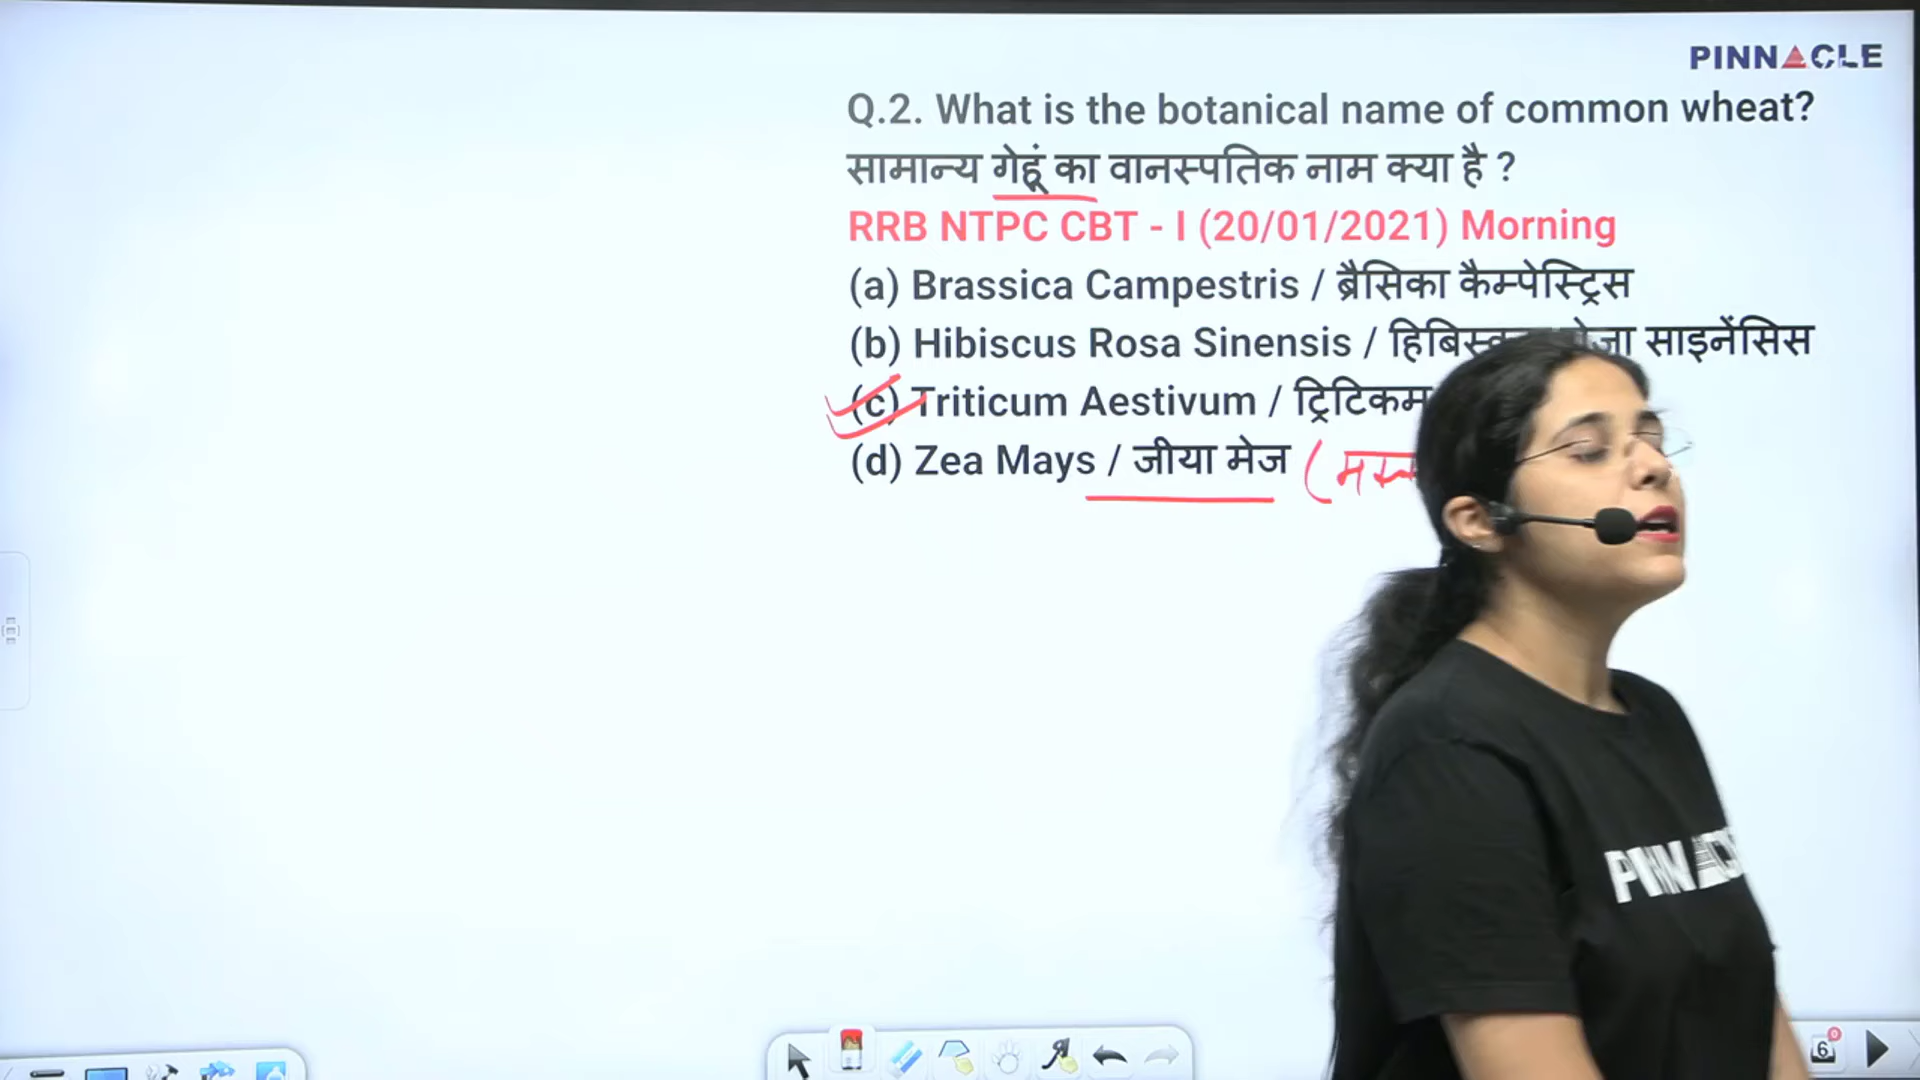 PINNACLE
Q.2. What is the botanical name of common wheat?
सामान्य गेहूं का वानस्पतिक नाम क्या है ?
RRB NTPC CBT - I (20/01/2021) Morning
(a) Brassica Campestris / ब्रैसिका कैम्पेस्ट्रिस
(b) Hibiscus Rosa Sinensis / साइनेंसिस
(c) Triticum Aestivum / ट्रिटिकम
(d) Zea Mays / जीया मेज (
PINNACLE
6